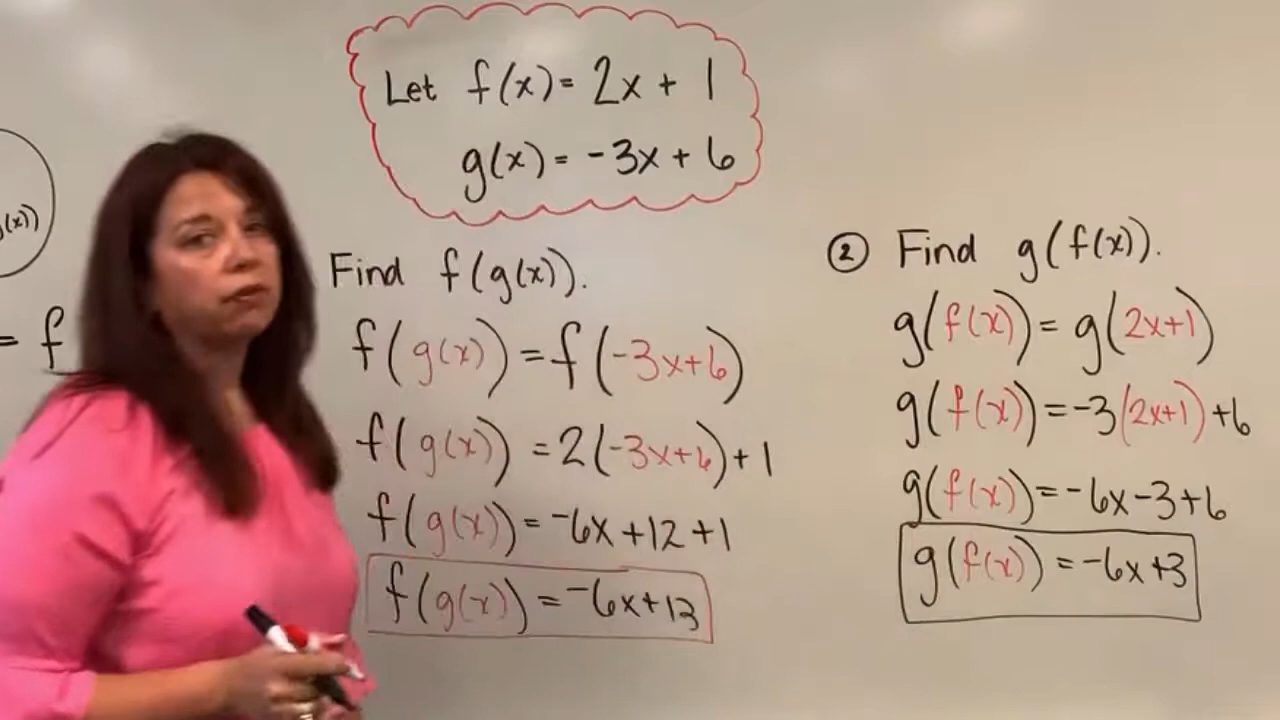 Let f(x) = 2x + 1
g(x) = -3x + 6
g(x))
= f
Find f(g(x)).
f(g(x)) = f(-3x+6)
f(g(x)) = 2(-3x+6) + 1
f(g(x)) = -6x + 12 + 1
f(g(x)) = -6x + 13
② Find g(f(x)).
g(f(x)) = g(2x+1)
g(f(x)) = -3(2x+1) + 6
g(f(x)) = -6x - 3 + 6
g(f(x)) = -6x + 3